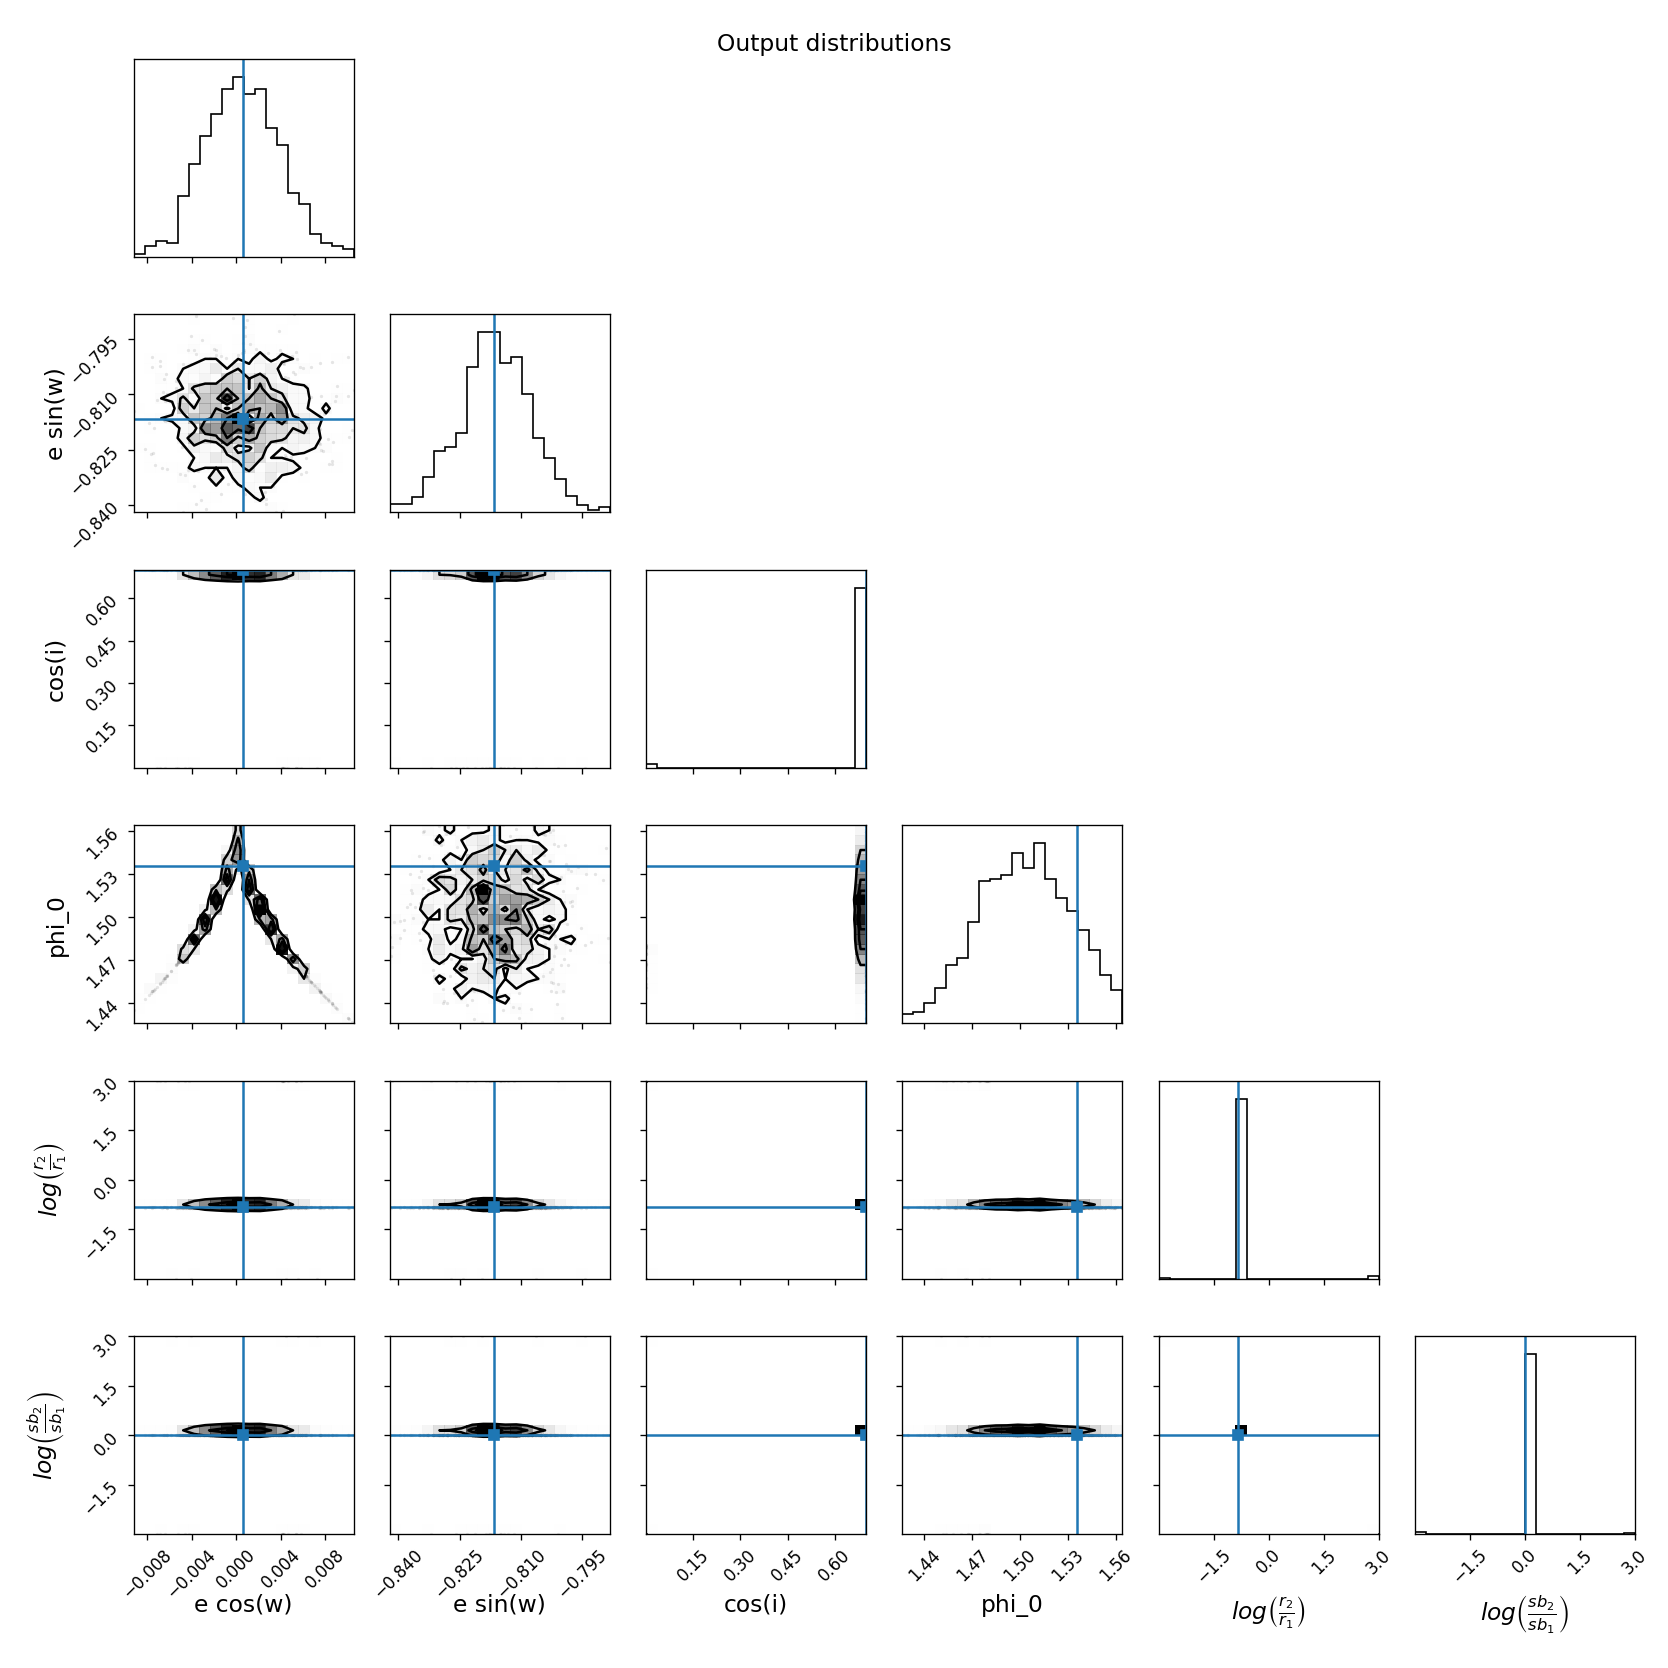 Output distributions
e sin(w)
−0.795
−0.810
−0.825
−0.840
cos(i)
0.60
0.45
0.30
0.15
phi_0
1.56
1.53
1.50
1.47
1.44
log(r₂/r₁)
3.0
1.5
0.0
−1.5
log(sb₂/sb₁)
3.0
1.5
0.0
−1.5
−0.008 −0.004 0.000 0.004 0.008 −0.840 −0.825 −0.810 −0.795 0.15 0.30 0.45 0.60 1.44 1.47 1.50 1.53 1.56 −1.5 0.0 1.5 3.0 −1.5 0.0 1.5 3.0
e cos(w) e sin(w) cos(i) phi_0 log(r₂/r₁) log(sb₂/sb₁)